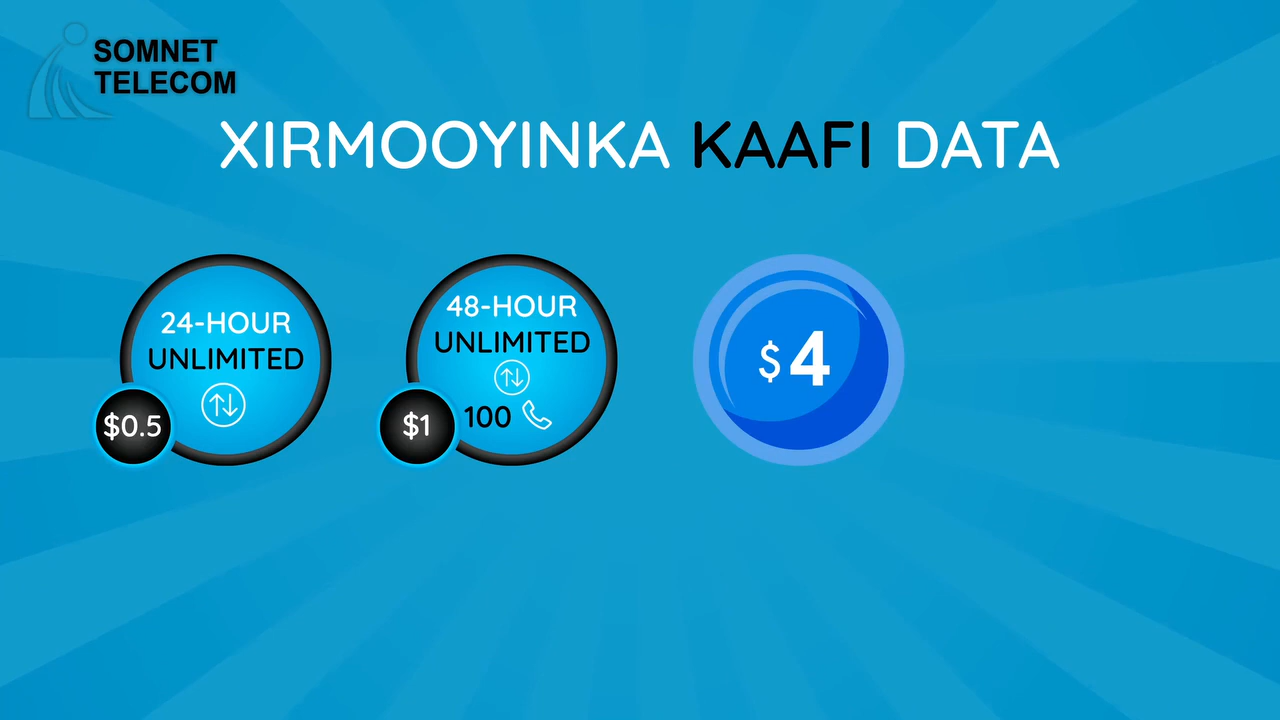 SOMNET
TELECOM
XIRMOOYINKA KAAFI DATA
24-HOUR
UNLIMITED
$0.5
48-HOUR
UNLIMITED
100
$1
$4